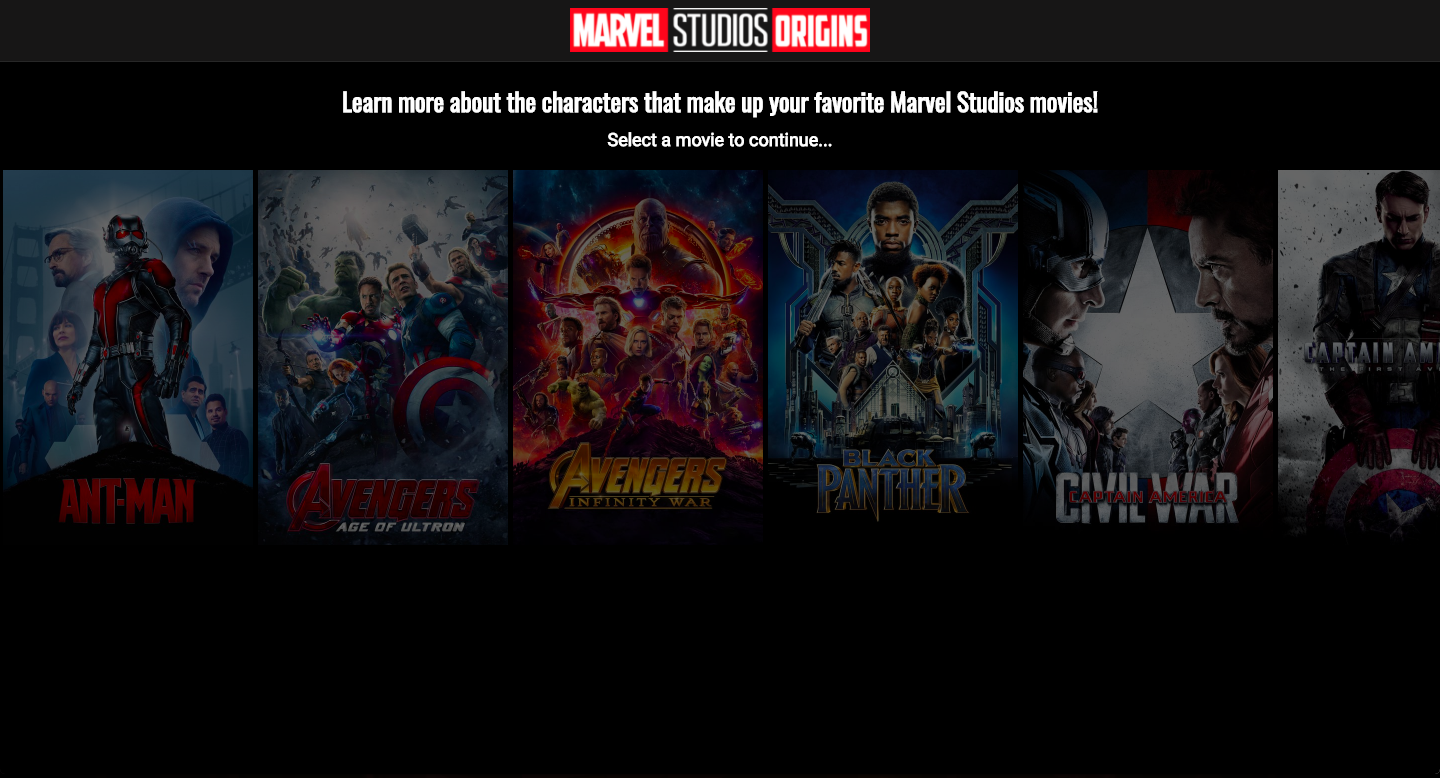 MARVEL STUDIOS ORIGINS
Learn more about the characters that make up your favorite Marvel Studios movies!
Select a movie to continue...
ANT-MAN
AVENGERS
AGE OF ULTRON
AVENGERS
INFINITY WAR
BLACK
PANTHER
CAPTAIN AMERICA
CIVIL WAR
CAPTAIN AM
THE FIRST AV